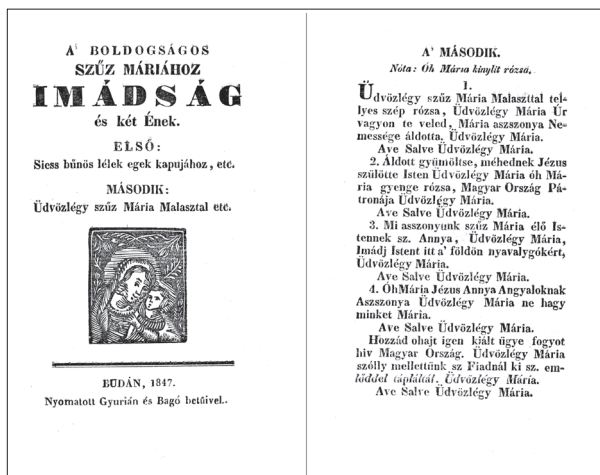 A' BOLDOGSÁGOS
SZŰZ MÁRIÁHOZ
IMÁDSÁG
és két Ének.
ELSŐ:
Siess bűnös lélek egek kapujához, etc.
MÁSODIK:
Üdvözlégy szűz Mária Malasztal etc.
BUDÁN, 1847.
Nyomatott Gyurián és Bagó betűivel..
A' MÁSODIK.
Nóta: Óh Mária kinyílt rózsa.
1.
Üdvözlégy szűz Mária Malaszttal tel-
lyes szép rózsa, Üdvözlégy Mária Úr
vagyon te veled, Mária aszszonya Ne-
messége áldotta. Üdvözlégy Mária.
Ave Salve Üdvözlégy Mária.
2. Áldott gyümöltse, méhednek Jézus
szülötte Isten Üdvözlégy Mária óh Má-
ria gyenge rózsa, Magyar Ország Pá-
tronája Üdvözlégy Mária.
Ave Salve Üdvözlégy Mária.
3. Mi asszonyunk szűz Mária élő Is-
tennek sz. Annya, Üdvözlégy Mária,
Imádj Istent itt a' földön nyavalygókért,
Üdvözlégy Mária.
Ave Salve Üdvözlégy Mária.
4. ÓhMária Jézus Annya Angyaloknak
Aszszonya Üdvözlégy Mária ne hagy
minket Mária.
Ave Salve Üdvözlégy Mária.
Hozzád ohajt igen kiált ügye fogyot
hiv Magyar Ország. Üdvözlégy Mária
szólly mellettünk sz Fiadnál ki sz. em-
lőddel tápláltál. Üdvözlégy Mária.
Ave Salve Üdvözlégy Mária.